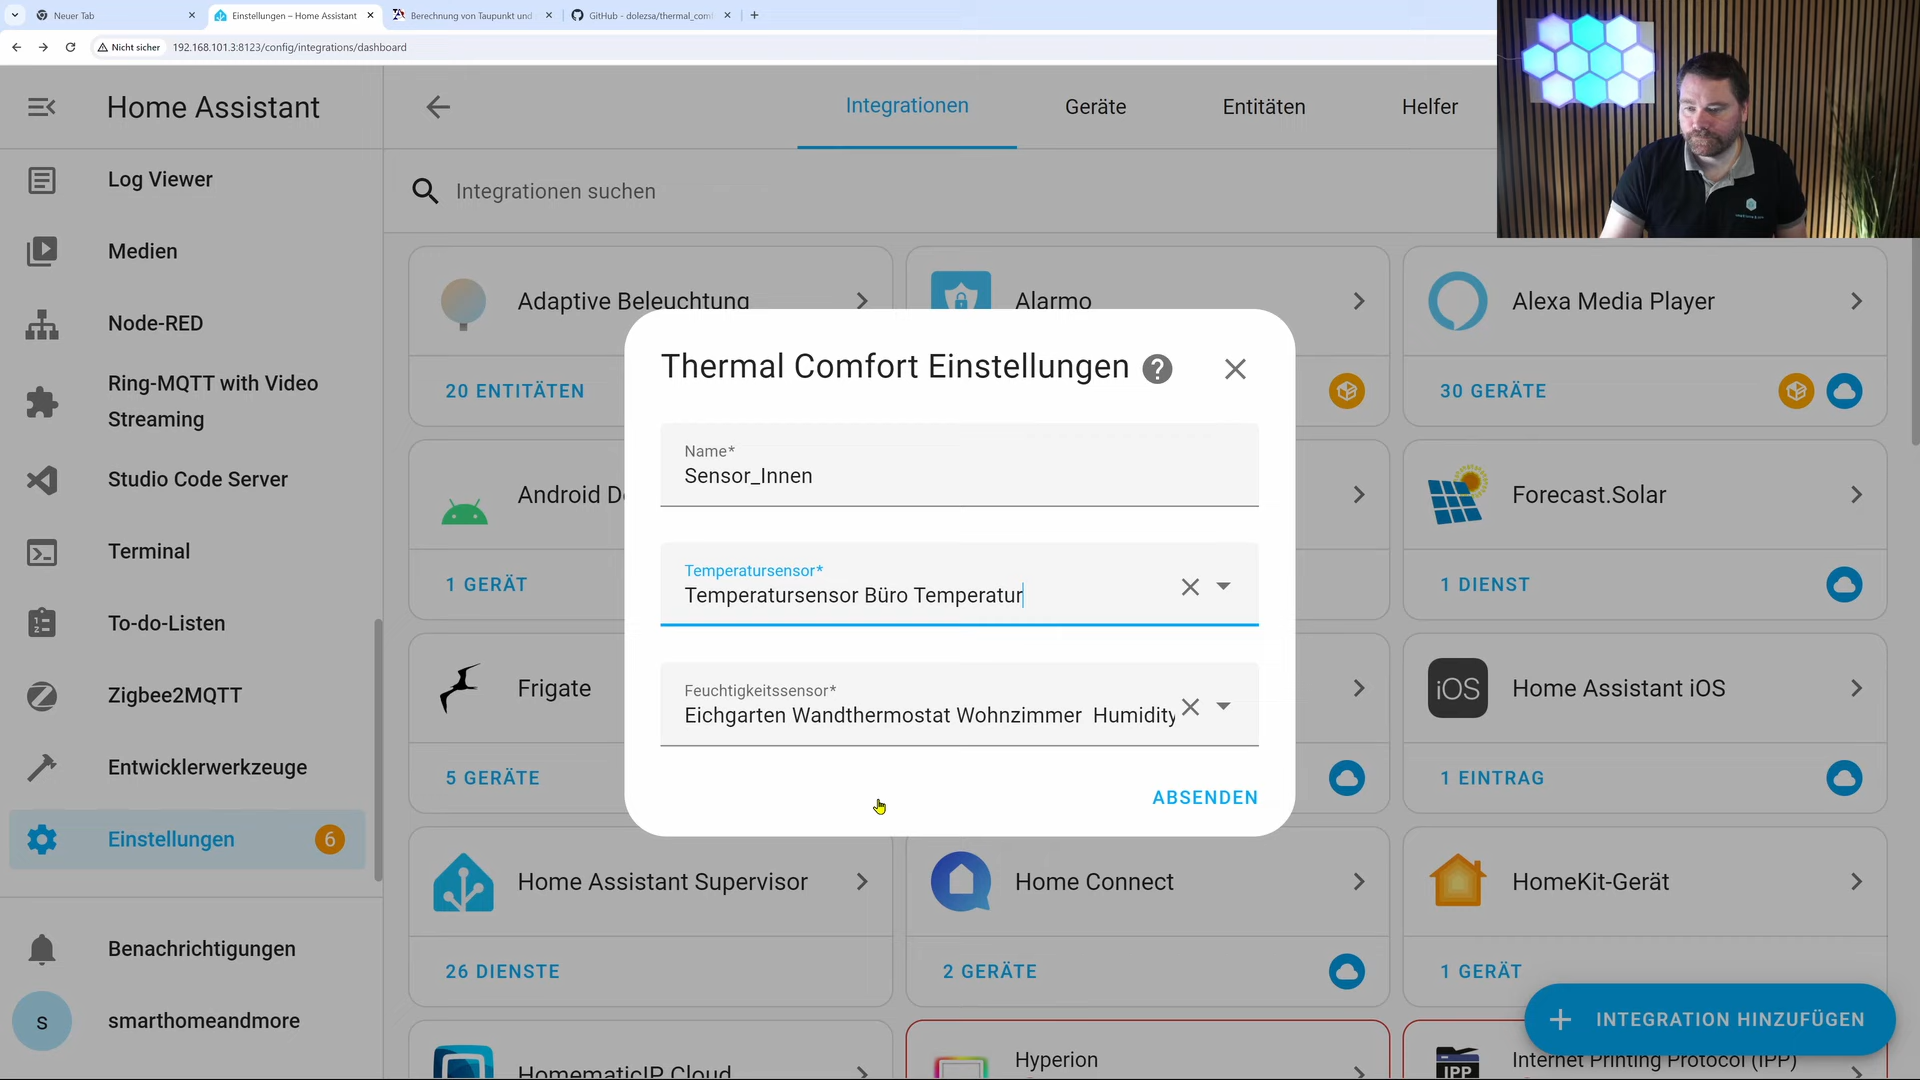 Neuer Tab
Einstellungen – Home Assistant
Berechnung von Taupunkt und
GitHub - dolezsa/thermal_com
Nicht sicher
192.168.101.3:8123/config/integrations/dashboard
Home Assistant
Integrationen
Geräte
Entitäten
Helfer
Log Viewer
Medien
Node-RED
Ring-MQTT with Video
Streaming
Studio Code Server
Terminal
To-do-Listen
Zigbee2MQTT
Entwicklerwerkzeuge
Einstellungen
6
Benachrichtigungen
s
smarthomeandmore
Integrationen suchen
Adaptive Beleuchtung
Alarmo
Alexa Media Player
20 ENTITÄTEN
30 GERÄTE
Thermal Comfort Einstellungen
Name*
Sensor_Innen
Temperatursensor*
Temperatursensor Büro Temperatur
Feuchtigkeitssensor*
Eichgarten Wandthermostat Wohnzimmer Humidity
ABSENDEN
Android D
Forecast.Solar
1 GERÄT
1 DIENST
Frigate
iOS
Home Assistant iOS
5 GERÄTE
1 EINTRAG
Home Assistant Supervisor
Home Connect
HomeKit-Gerät
26 DIENSTE
2 GERÄTE
1 GERÄT
INTEGRATION HINZUFÜGEN
HomematicIP Cloud
Hyperion
IPP
Internet Printing Protocol (IPP)